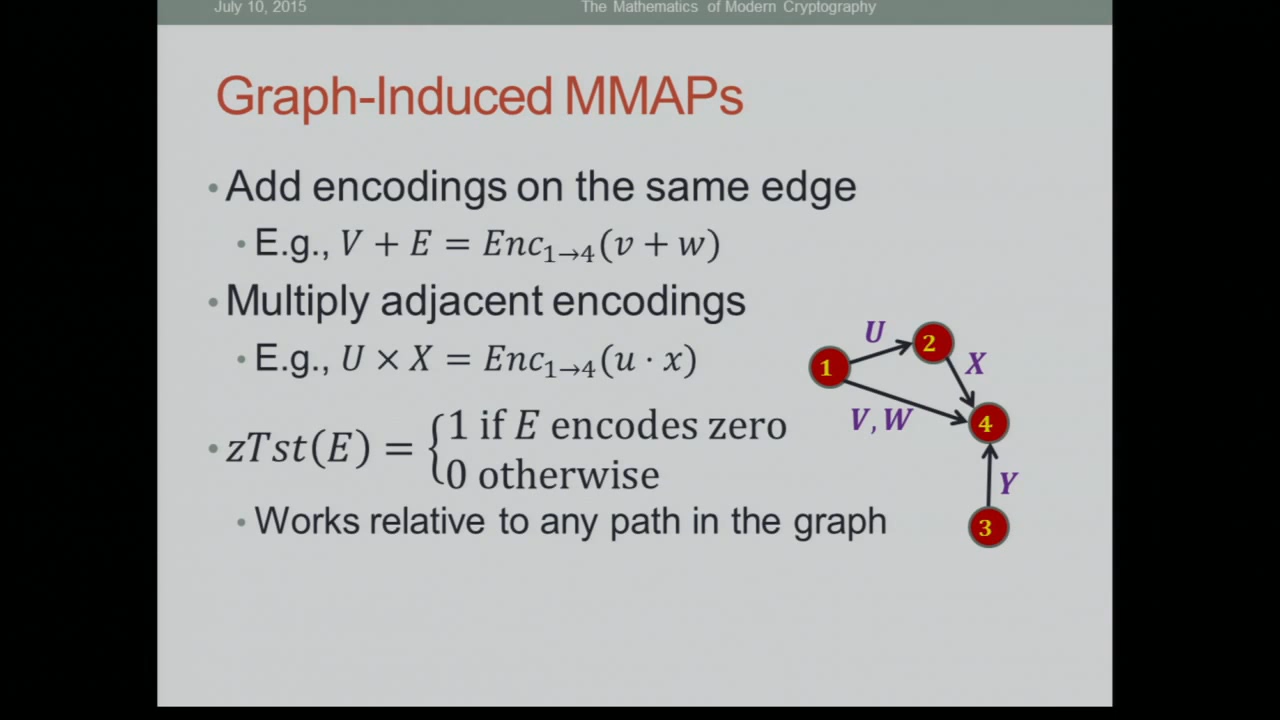 July 10, 2015
The Mathematics of Modern Cryptography
Graph-Induced MMAPs
• Add encodings on the same edge
• E.g., V + E = Enc₁→₄(v + w)
• Multiply adjacent encodings
• E.g., U × X = Enc₁→₄(u · x)
• zTst(E) = {1 if E encodes zero
0 otherwise
• Works relative to any path in the graph
U
2
1
X
V, W
4
Y
3